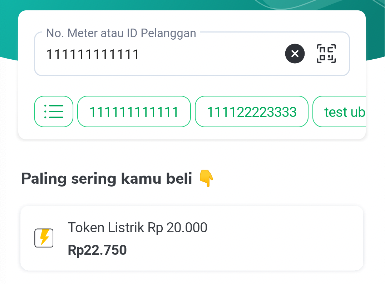 No. Meter atau ID Pelanggan
111111111111
111111111111 111122223333 test ub
Paling sering kamu beli 👇
Token Listrik Rp 20.000
Rp22.750